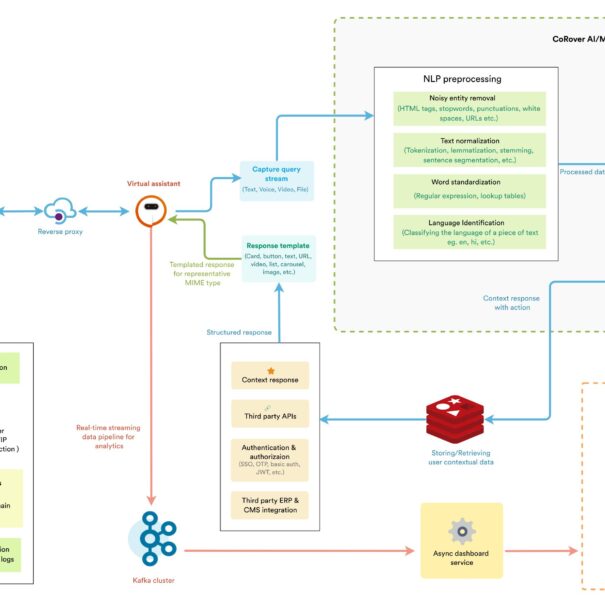 CoRover AI/M
NLP preprocessing
Noisy entity removal
(HTML tags, stopwords, punctuations, white
spaces, URLs etc.)
Text normalization
(Tokenization, lemmatization, stemming,
sentence segmentation, etc.)
Word standardization
(Regular expression, lookup tables)
Language Identification
(Classifying the language of a piece of text
eg. en, hi, etc.)
Processed dat
Capture query
stream
(Text, Voice, Video, File)
Virtual assistant
Reverse proxy
Response template
(Card, button, text, URL,
video, list, carousel,
image, etc.)
Templated response
for representative
MIME type
Context response
with action
Structured response
Context response
Third party APIs
Authentication &
authorizaion
(SSO, OTP, basic auth,
JWT, etc.)
Third party ERP &
CMS integration
Storing/Retrieving
user contextual data
Real-time streaming
data pipeline for
analytics
on
er
/IP
ction )
s
ain
ion
logs
Kafka cluster
Async dashboard
service